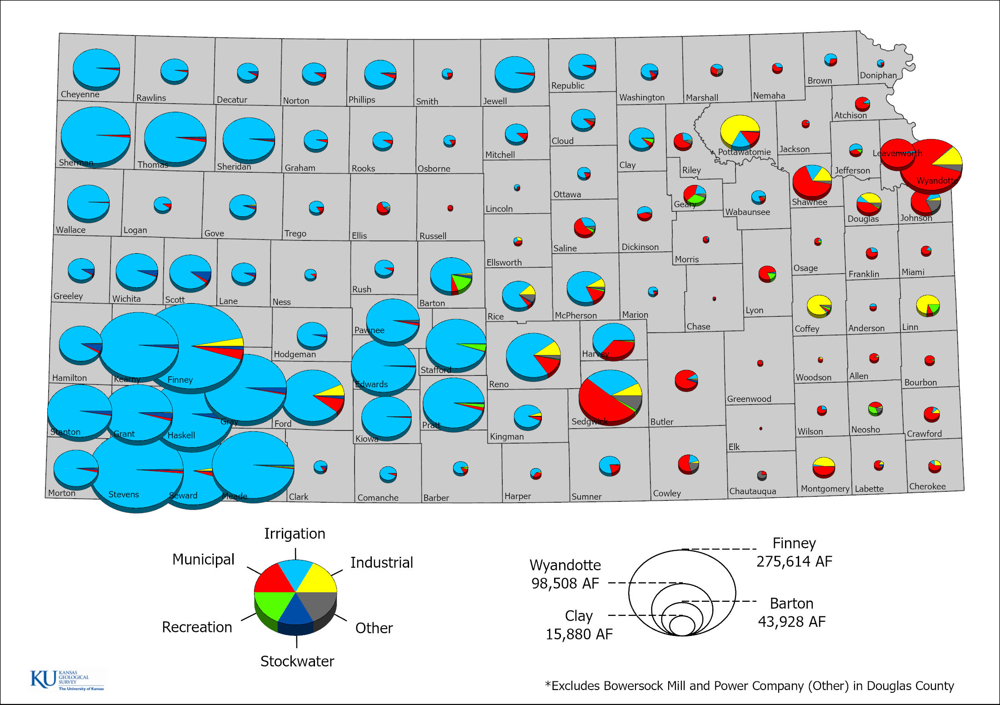 Cheyenne
Rawlins
Decatur
Norton
Phillips
Smith
Jewell
Republic
Washington
Marshall
Nemaha
Brown
Doniphan
Atchison
Sherman
Thomas
Sheridan
Graham
Rooks
Osborne
Mitchell
Cloud
Clay
Riley
Pottawatomie
Jackson
Jefferson
Leavenworth
Wyandotte
Wallace
Logan
Gove
Trego
Ellis
Russell
Lincoln
Ottawa
Saline
Dickinson
Geary
Wabaunsee
Shawnee
Douglas
Johnson
Ellsworth
Morris
Osage
Franklin
Miami
Greeley
Wichita
Scott
Lane
Ness
Rush
Barton
Rice
McPherson
Marion
Chase
Lyon
Coffey
Anderson
Linn
Hamilton
Kearny
Finney
Hodgeman
Pawnee
Edwards
Stafford
Reno
Harvey
Sedgwick
Butler
Greenwood
Woodson
Allen
Bourbon
Stanton
Grant
Haskell
Gray
Ford
Kiowa
Pratt
Kingman
Elk
Wilson
Neosho
Crawford
Morton
Stevens
Seward
Meade
Clark
Comanche
Barber
Harper
Sumner
Cowley
Chautauqua
Montgomery
Labette
Cherokee
Irrigation
Municipal
Industrial
Recreation
Other
Stockwater
Finney
275,614 AF
Wyandotte
98,508 AF
Barton
43,928 AF
Clay
15,880 AF
KU KANSAS
GEOLOGICAL
SURVEY
The University of Kansas
*Excludes Bowersock Mill and Power Company (Other) in Douglas County